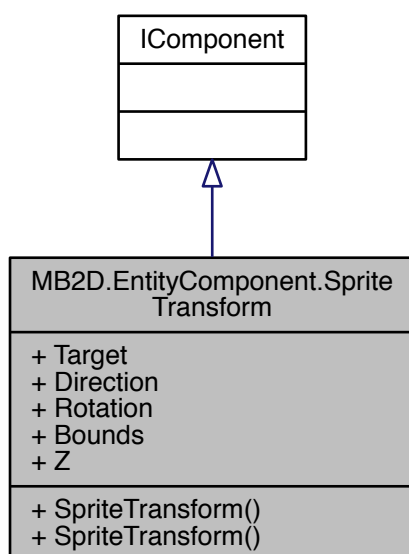 IComponent
MB2D.EntityComponent.Sprite
Transform
+ Target
+ Direction
+ Rotation
+ Bounds
+ Z
+ SpriteTransform()
+ SpriteTransform()